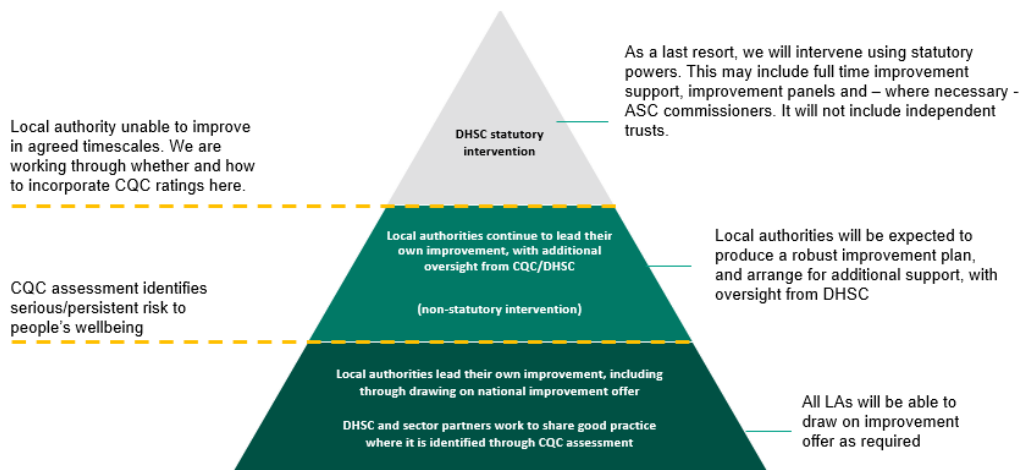 As a last resort, we will intervene using statutory
powers. This may include full time improvement
support, improvement panels and – where necessary -
ASC commissioners. It will not include independent
trusts.
DHSC statutory
intervention
Local authority unable to improve
in agreed timescales. We are
working through whether and how
to incorporate CQC ratings here.
Local authorities continue to lead their
own improvement, with additional
oversight from CQC/DHSC
(non-statutory intervention)
Local authorities will be expected to
produce a robust improvement plan,
and arrange for additional support, with
oversight from DHSC
CQC assessment identifies
serious/persistent risk to
people’s wellbeing
Local authorities lead their own improvement, including
through drawing on national improvement offer
DHSC and sector partners work to share good practice
where it is identified through CQC assessment
All LAs will be able to
draw on improvement
offer as required